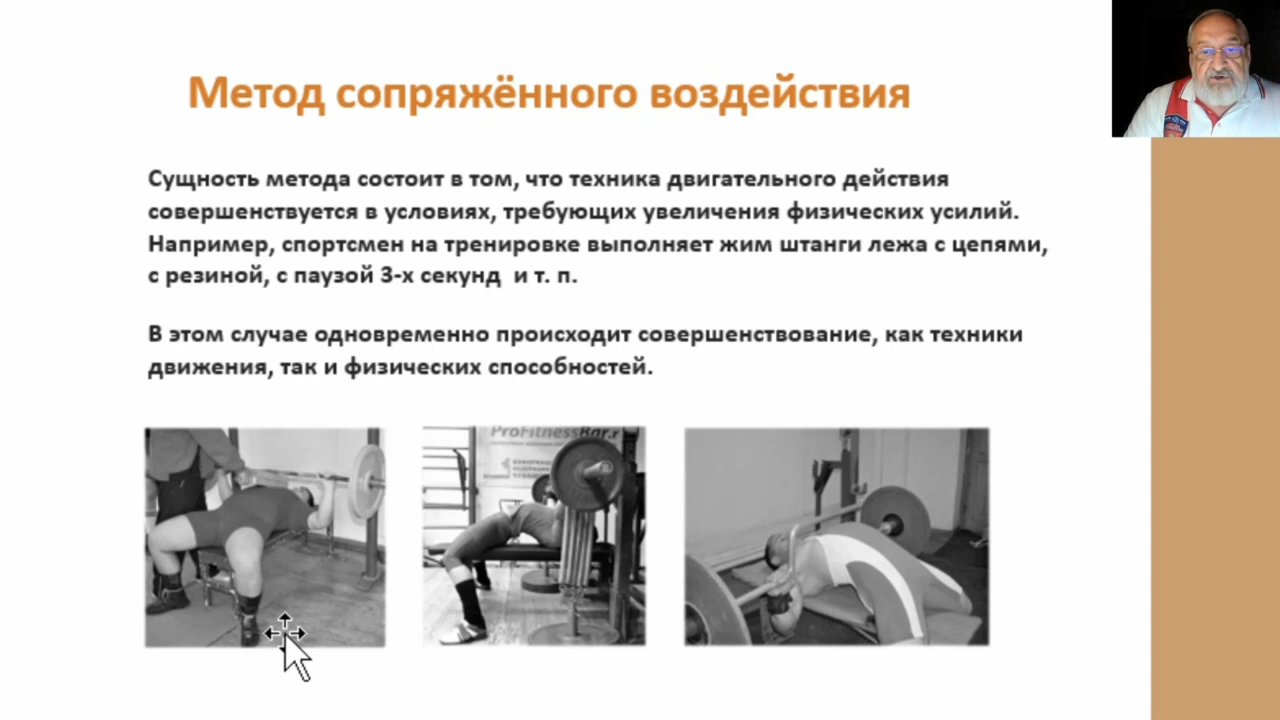 Метод сопряжённого воздействия
Сущность метода состоит в том, что техника двигательного действия
совершенствуется в условиях, требующих увеличения физических усилий.
Например, спортсмен на тренировке выполняет жим штанги лежа с цепями,
с резиной, с паузой 3-х секунд и т. п.
В этом случае одновременно происходит совершенствование, как техники
движения, так и физических способностей.